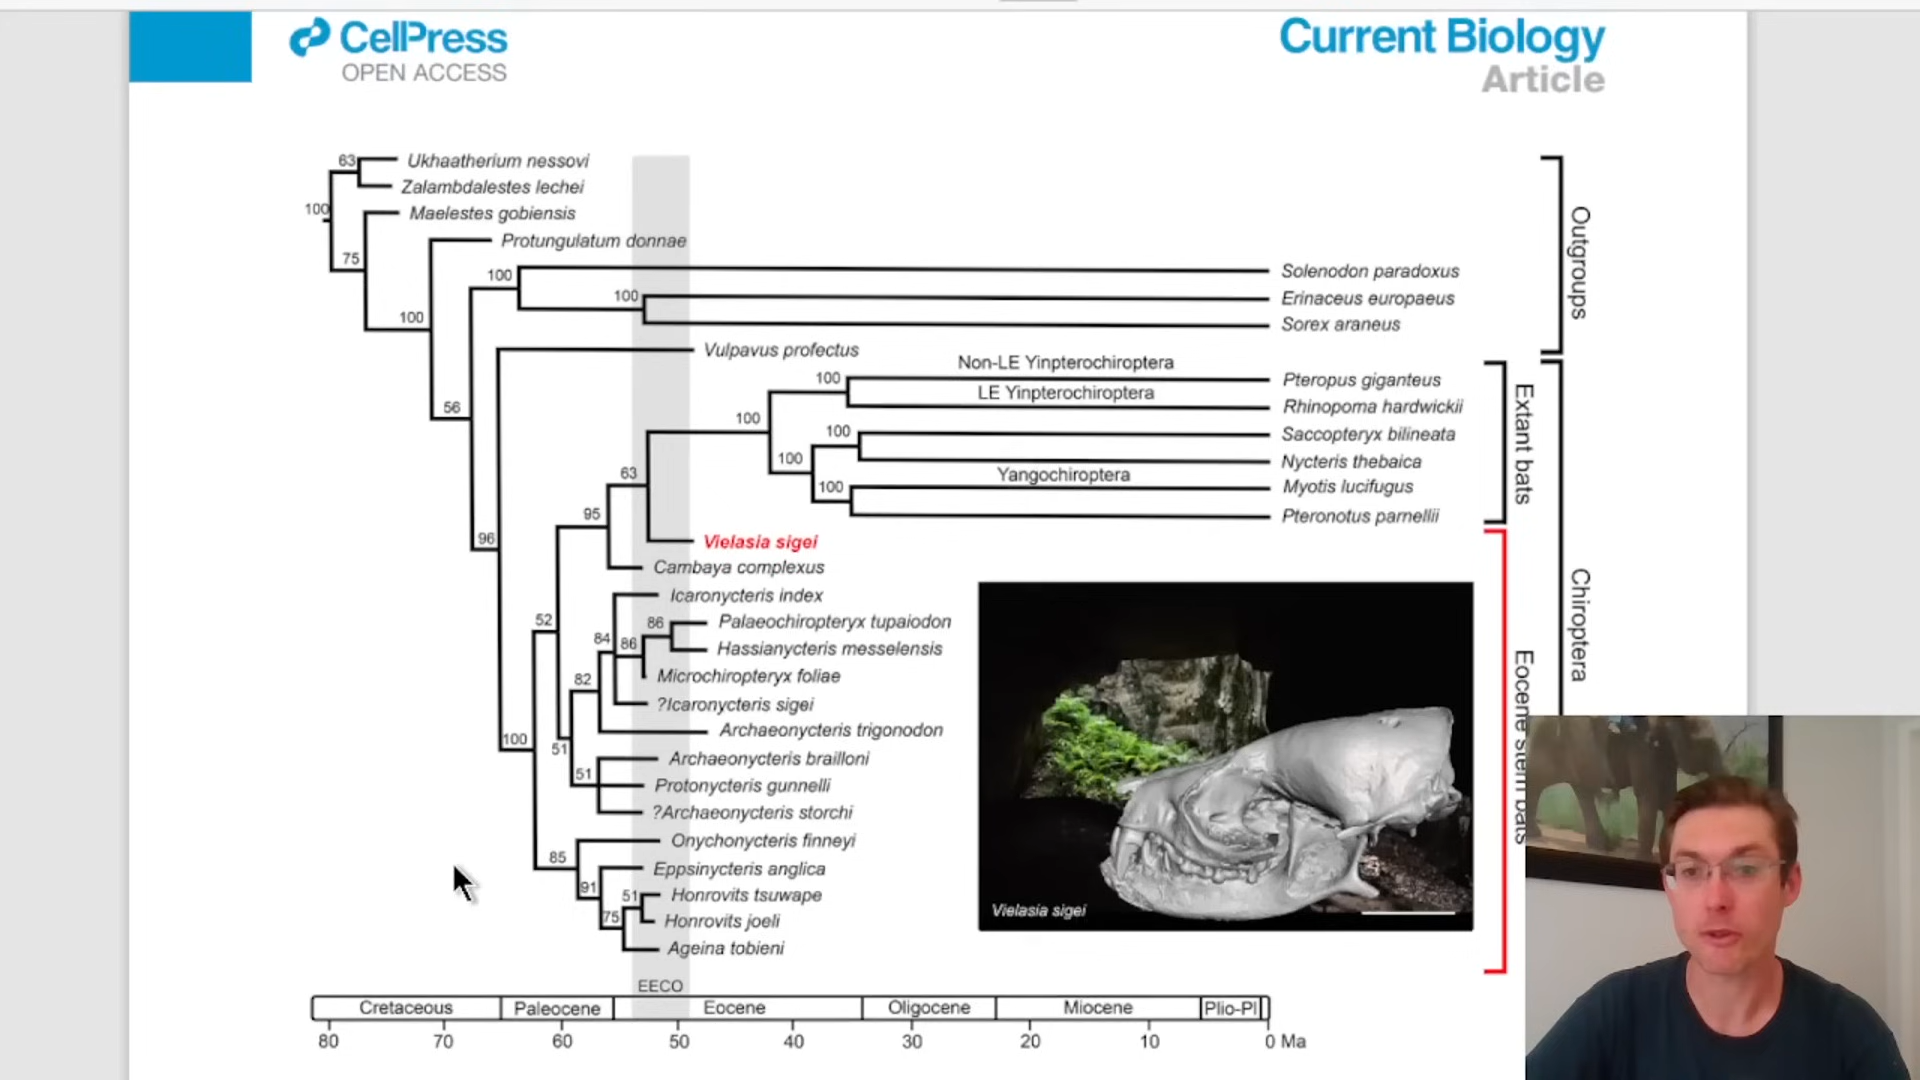 CellPress
OPEN ACCESS
Current Biology
Article
63
Ukhaatherium nessovi
Zalambdalestes lechei
100
Maelestes gobiensis
Protungulatum donnae
75
100
Solenodon paradoxus
100
Erinaceus europaeus
100
Sorex araneus
Outgroups
Vulpavus profectus
Non-LE Yinpterochiroptera
100
Pteropus giganteus
LE Yinpterochiroptera
56
Rhinopoma hardwickii
100
100
Saccopteryx bilineata
100
Nycteris thebaica
63
Yangochiroptera
100
Myotis lucifugus
Extant bats
95
Pteronotus parnellii
96
Vielasia sigei
Cambaya complexus
Icaronycteris index
52
86
Palaeochiropteryx tupaiodon
84
86
Hassianycteris messelensis
82
Microchiropteryx foliae
?Icaronycteris sigei
Archaeonycteris trigonodon
100
51
Archaeonycteris brailloni
51
Protonycteris gunnelli
?Archaeonycteris storchi
Onychonycteris finneyi
85
Eppsinycteris anglica
91
51
Honrovits tsuwape
75
Honrovits joeli
Ageina tobieni
Chiroptera
Eocene stem bats
Vielasia sigei
EECO
Cretaceous Paleocene Eocene Oligocene Miocene Plio-Pl
80 70 60 50 40 30 20 10 0 Ma